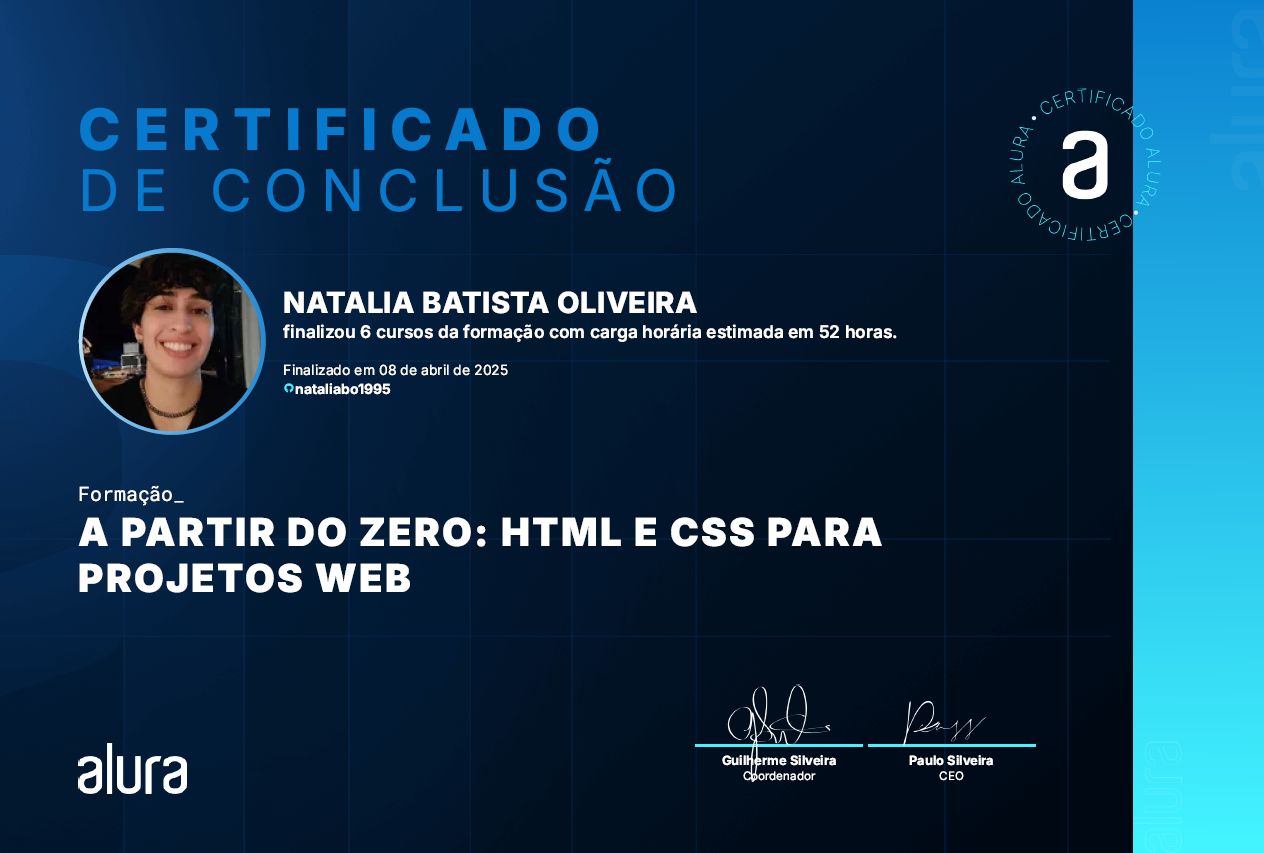 CERTIFICADO
DE CONCLUSÃO
CERTIFICADO ALURA • CERTIFICADO ALURA •
a
NATALIA BATISTA OLIVEIRA
finalizou 6 cursos da formação com carga horária estimada em 52 horas.
Finalizado em 08 de abril de 2025
nataliabo1995
Formação_
A PARTIR DO ZERO: HTML E CSS PARA
PROJETOS WEB
Guilherme Silveira
Coordenador
Paulo Silveira
CEO
alura
alura
alura